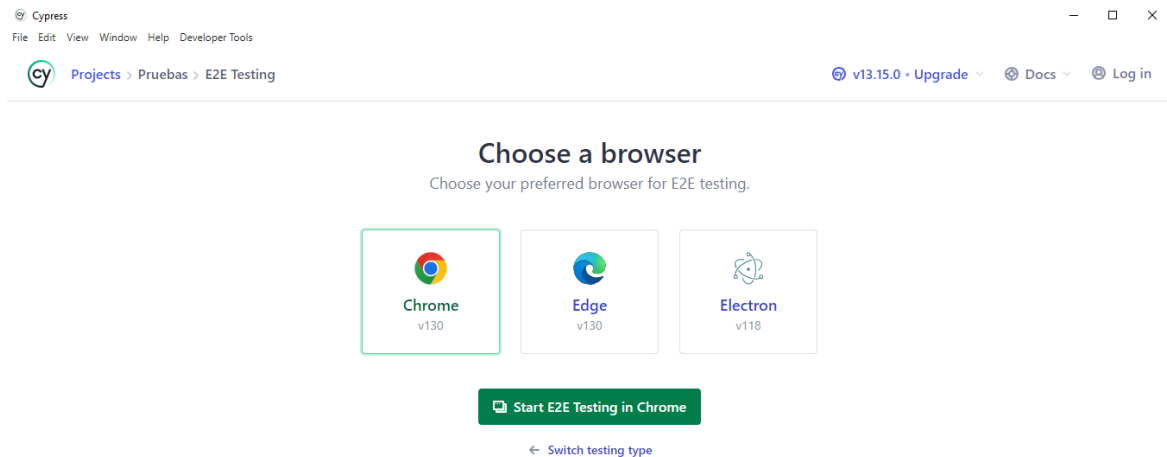 Cypress
File Edit View Window Help Developer Tools
cy Projects > Pruebas > E2E Testing cy v13.15.0 • Upgrade Docs Log in
Choose a browser
Choose your preferred browser for E2E testing.
Chrome Edge Electron
v130 v130 v118
Start E2E Testing in Chrome
← Switch testing type